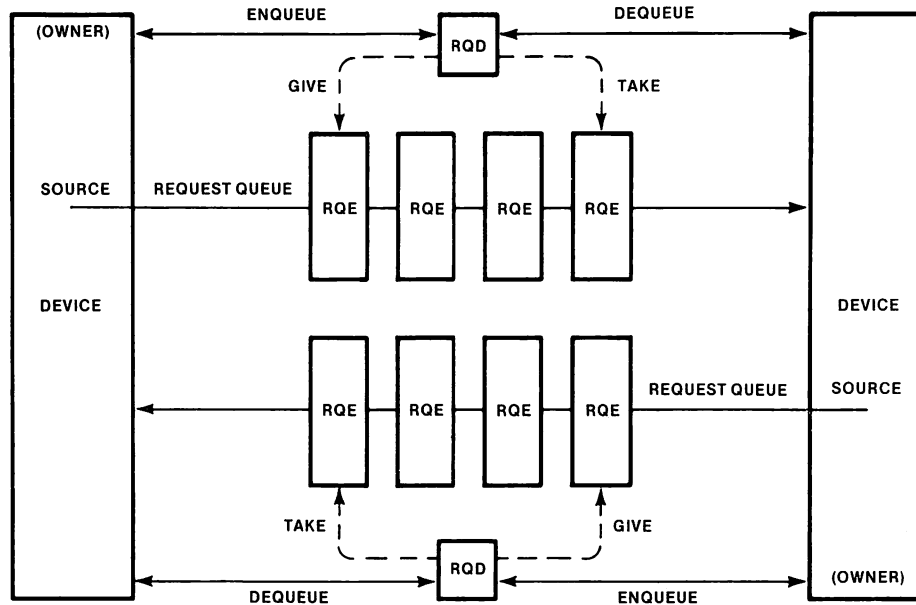 ENQUEUE
DEQUEUE
(OWNER)
RQD
GIVE
TAKE
SOURCE
REQUEST QUEUE
RQE
RQE
RQE
RQE
DEVICE
DEVICE
RQE
RQE
RQE
RQE
REQUEST QUEUE
SOURCE
TAKE
GIVE
RQD
(OWNER)
DEQUEUE
ENQUEUE